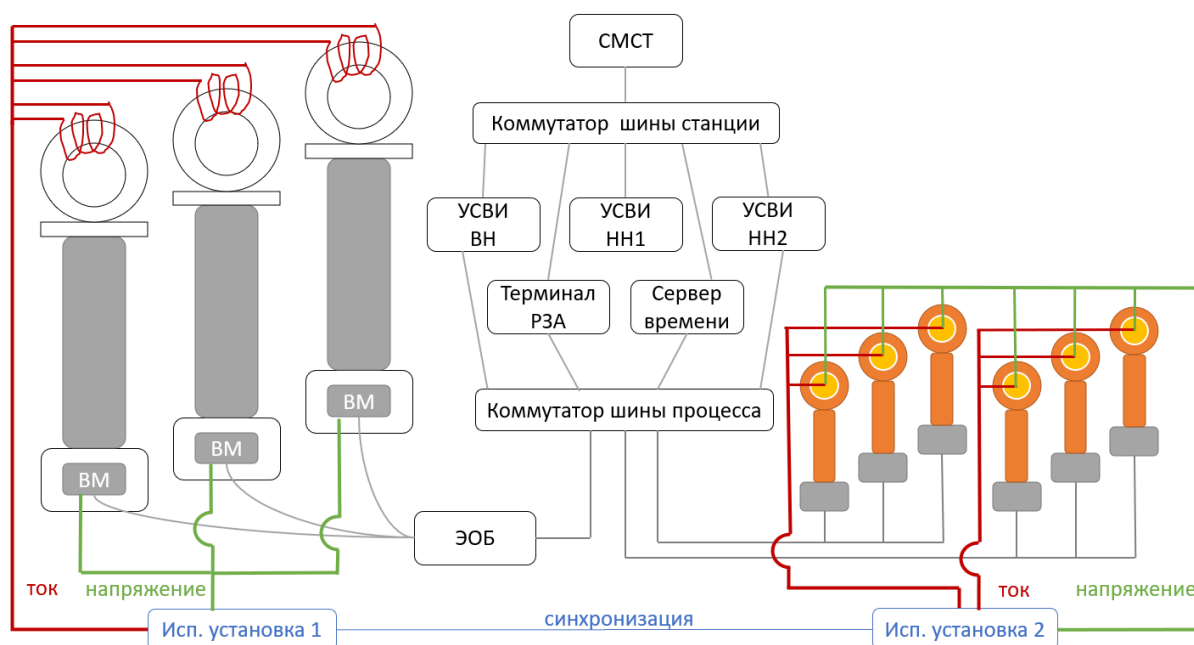 СМСТ
Коммутатор шины станции
УСВИ
ВН
УСВИ
НН1
УСВИ
НН2
Терминал
РЗА
Сервер
времени
Коммутатор шины процесса
ВМ
ВМ
ВМ
ЭОБ
ток
напряжение
ток
напряжение
Исп. установка 1
синхронизация
Исп. установка 2